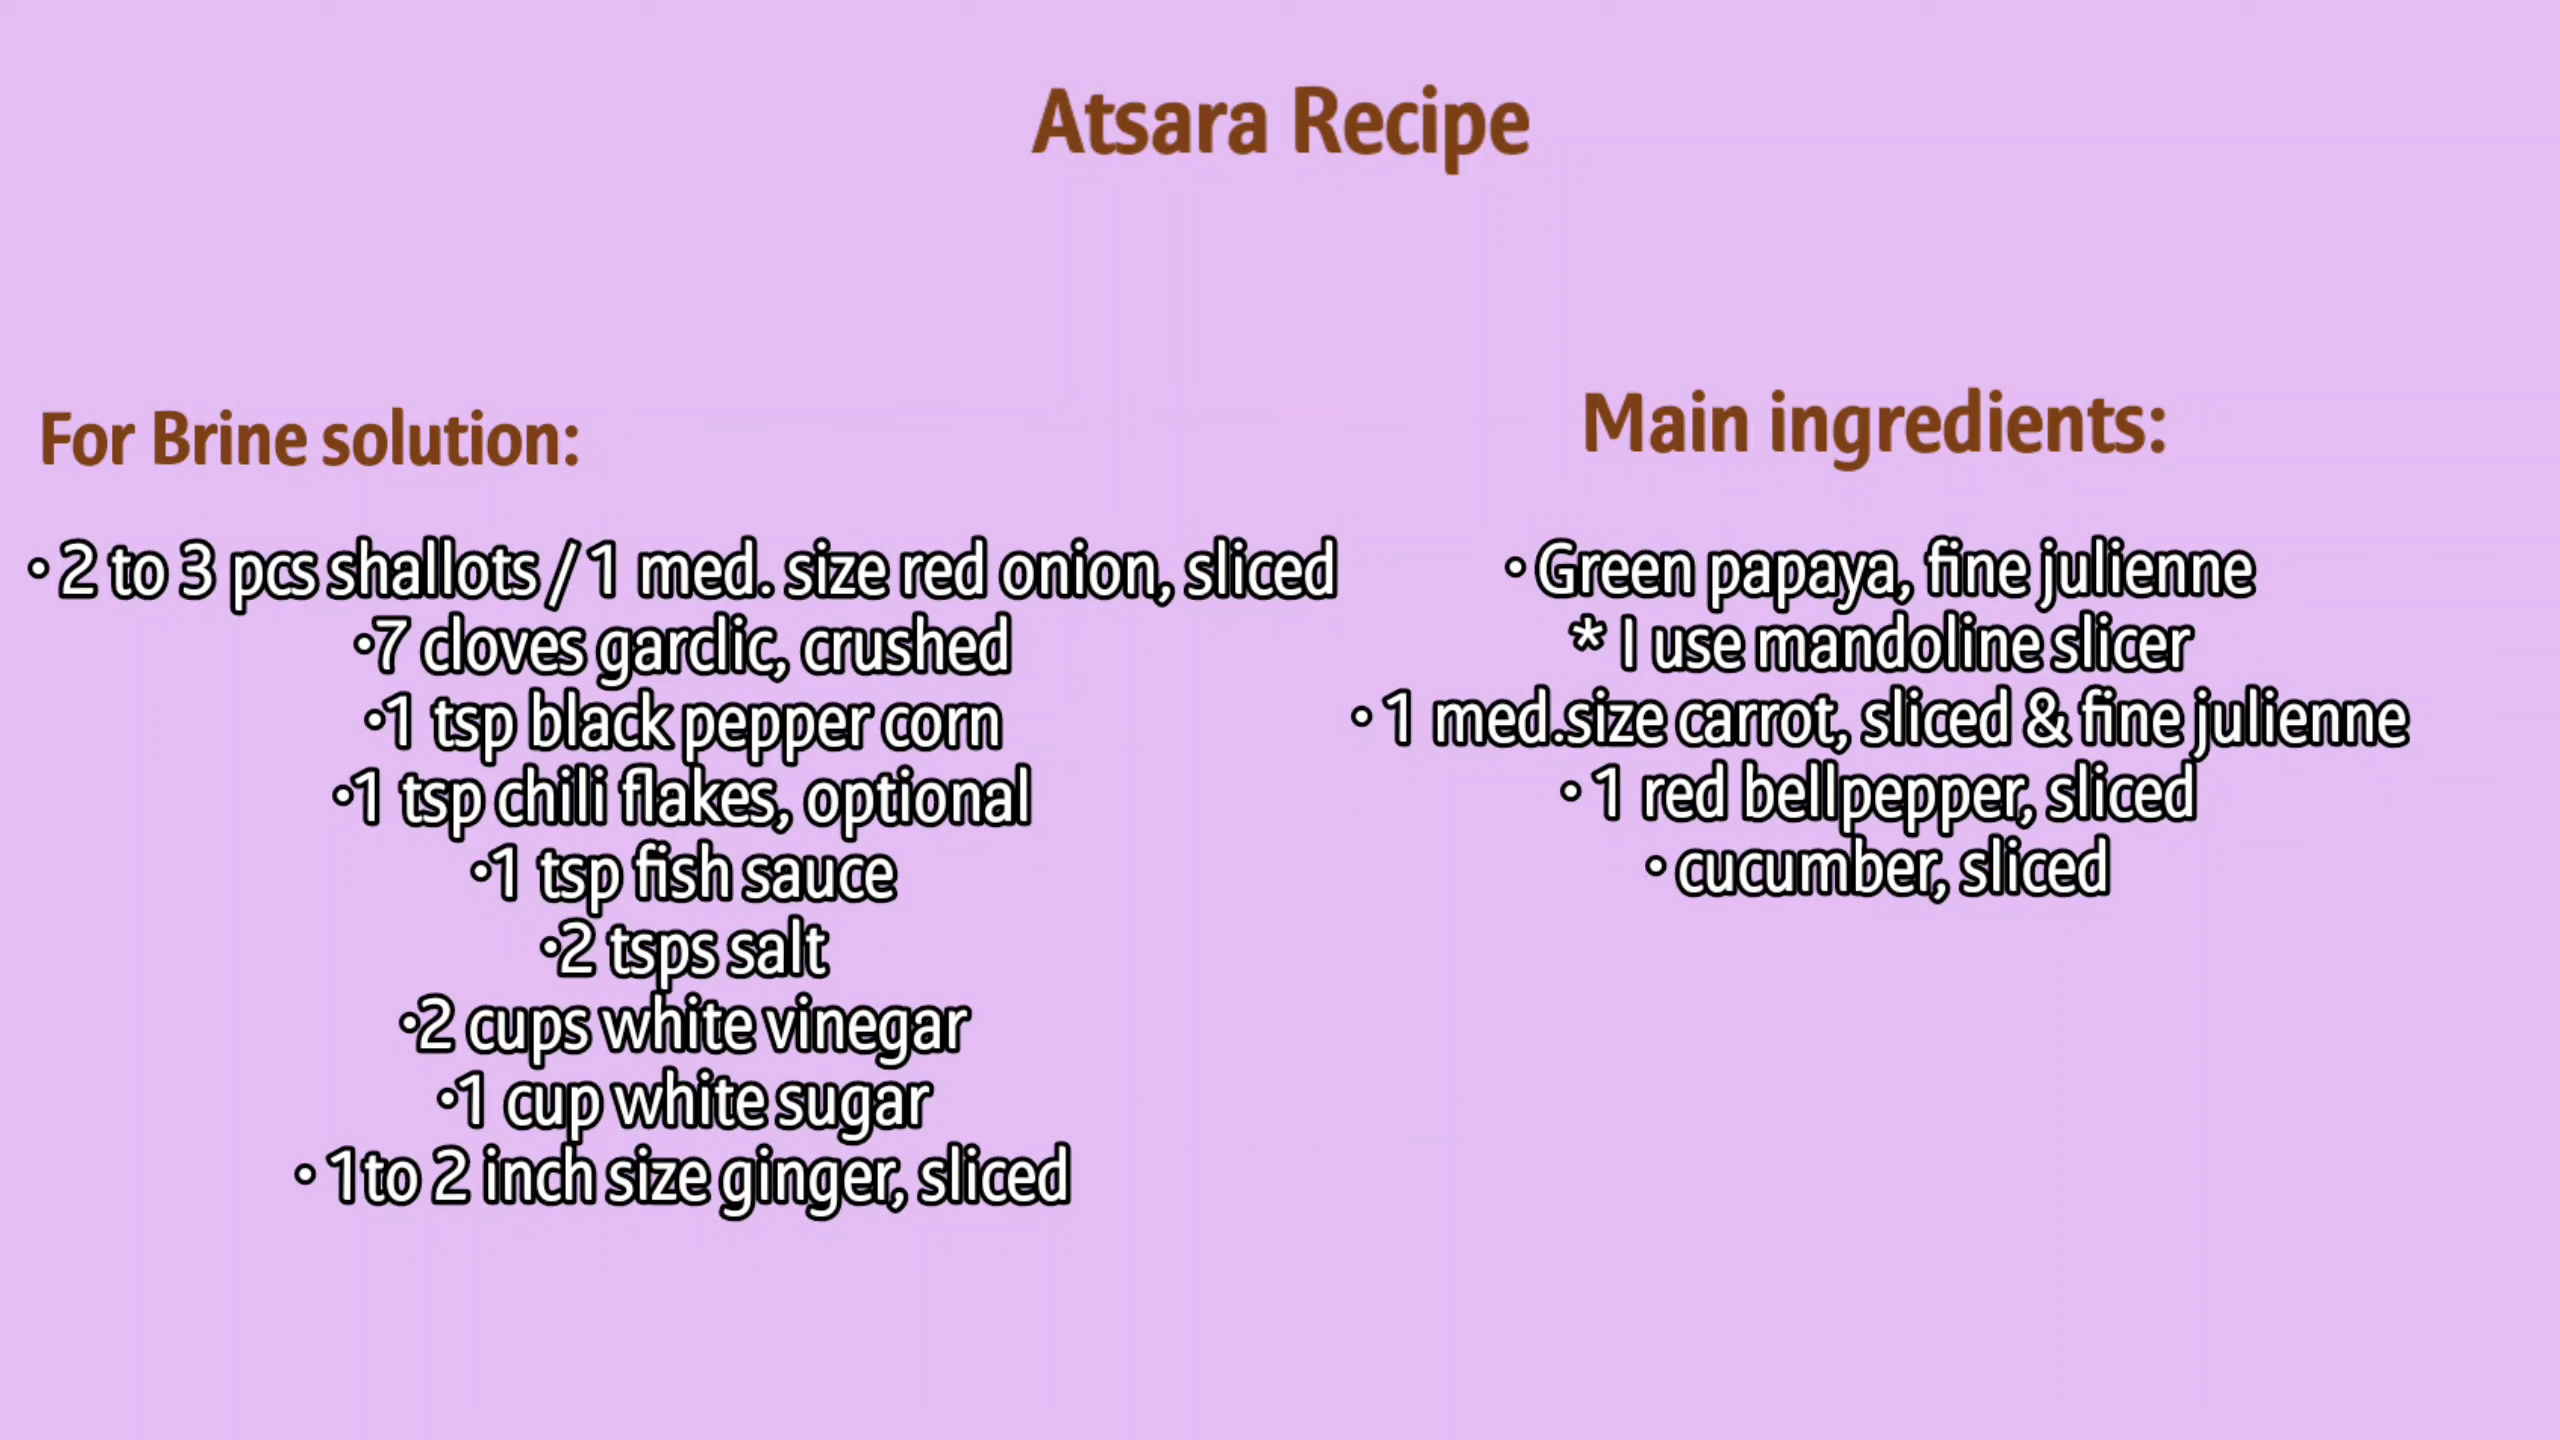 Atsara Recipe
For Brine solution:
• 2 to 3 pcs shallots / 1 med. size red onion, sliced
•7 cloves garclic, crushed
•1 tsp black pepper corn
•1 tsp chili flakes, optional
•1 tsp fish sauce
•2 tsps salt
•2 cups white vinegar
•1 cup white sugar
• 1to 2 inch size ginger, sliced
Main ingredients:
• Green papaya, fine julienne
* I use mandoline slicer
• 1 med.size carrot, sliced & fine julienne
• 1 red bellpepper, sliced
• cucumber, sliced